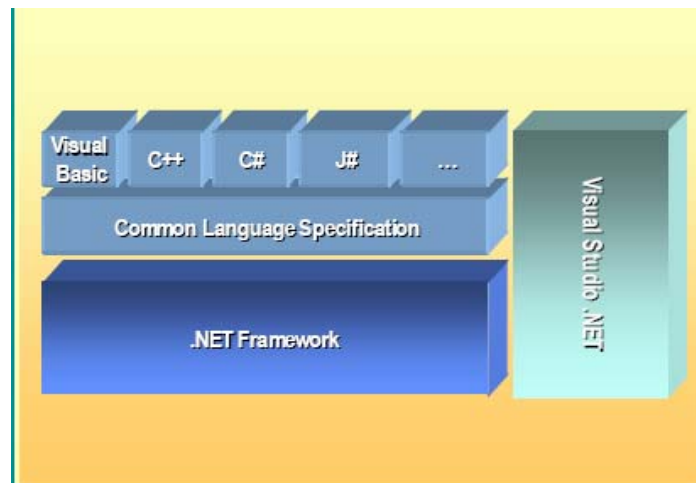 Visual
Basic
C++
C#
J#
...
Common Language Specification
.NET Framework
Visual Studio .NET